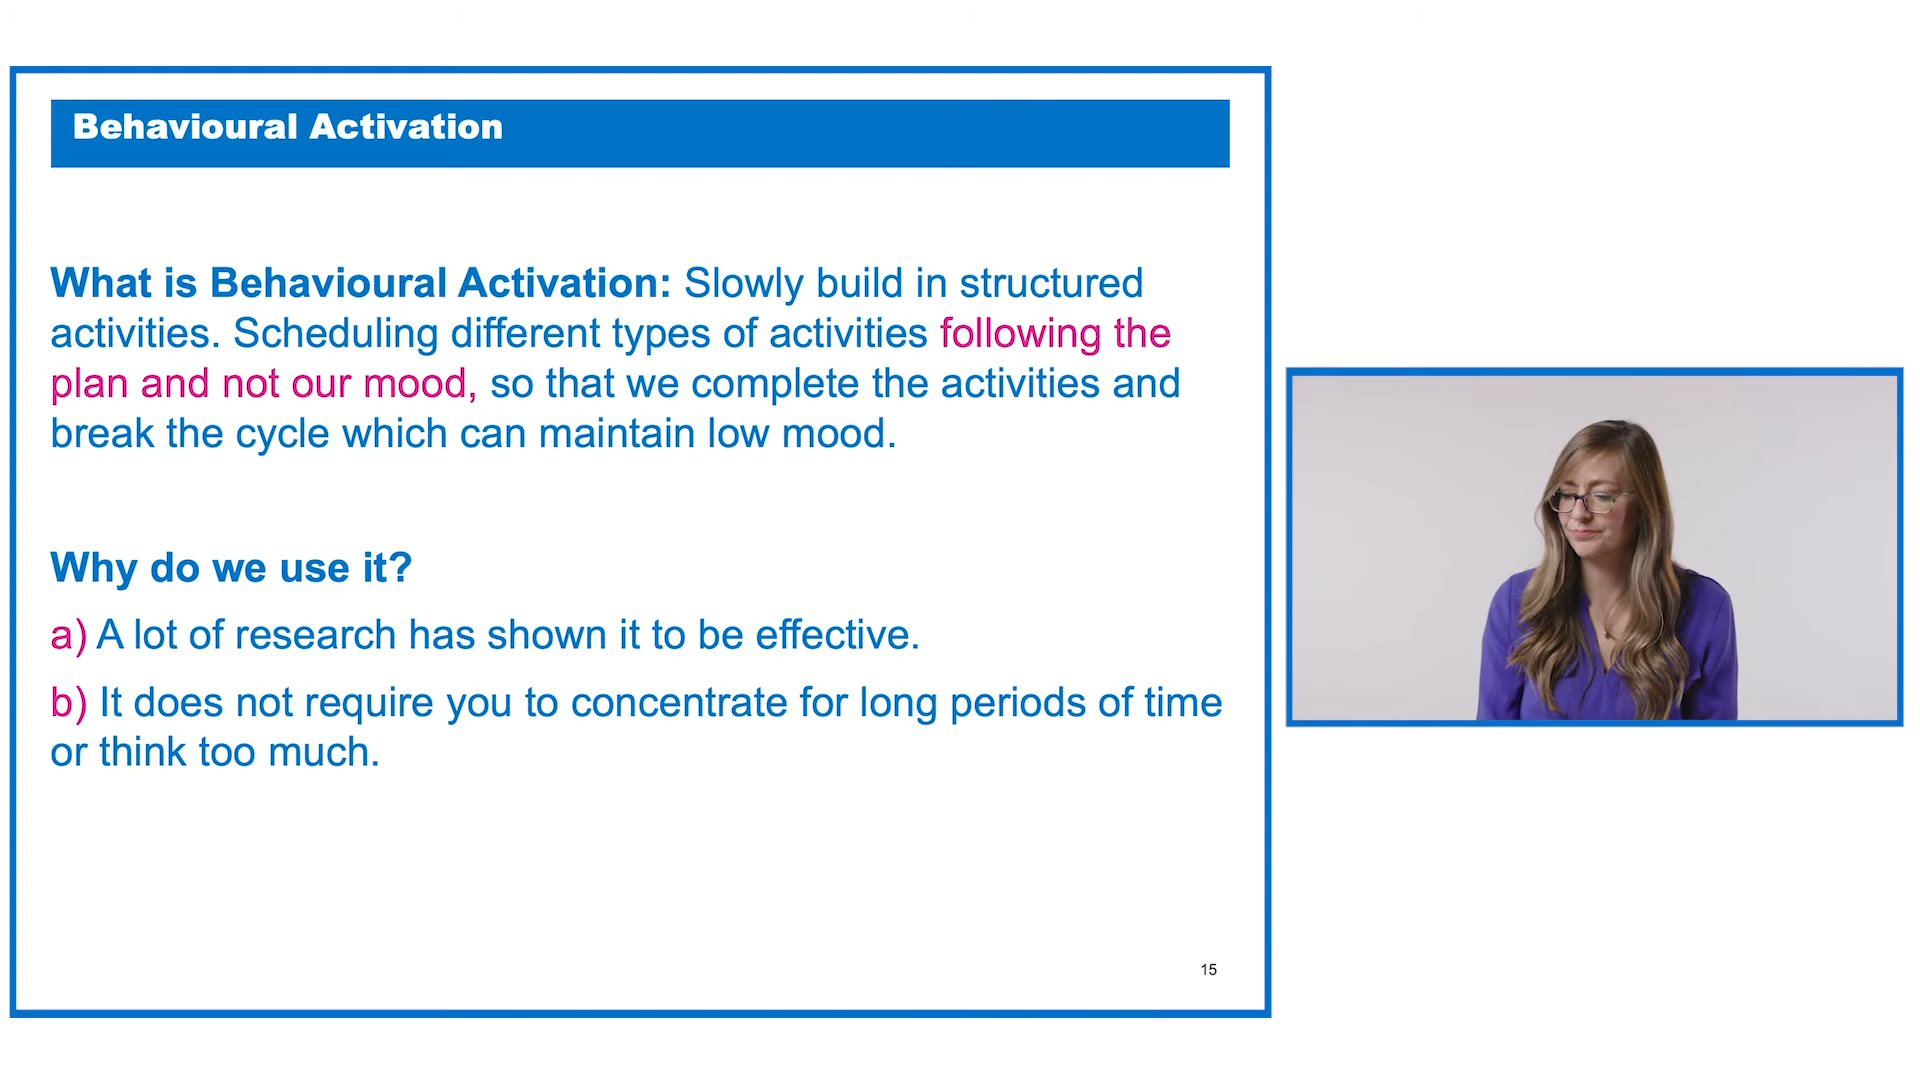 Behavioural Activation
What is Behavioural Activation: Slowly build in structured
activities. Scheduling different types of activities following the
plan and not our mood, so that we complete the activities and
break the cycle which can maintain low mood.
Why do we use it?
a) A lot of research has shown it to be effective.
b) It does not require you to concentrate for long periods of time
or think too much.
15